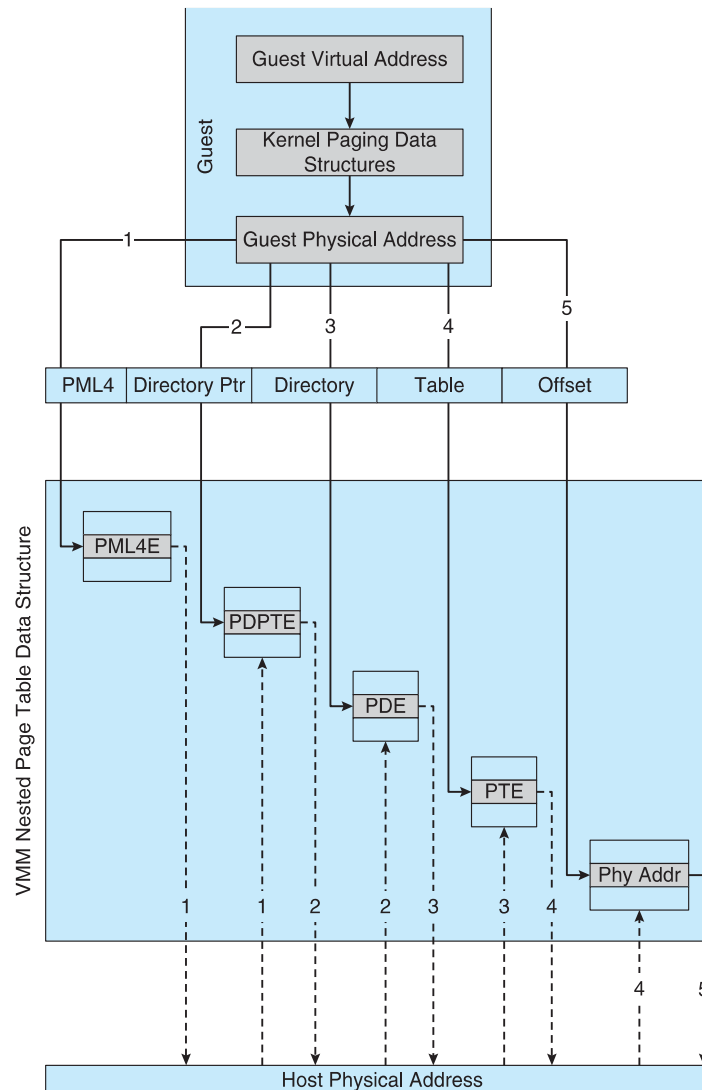 Guest Virtual Address
Kernel Paging Data
Structures
Guest
Guest Physical Address
1
2
3
4
5
PML4
Directory Ptr
Directory
Table
Offset
VMM Nested Page Table Data Structure
PML4E
PDPTE
PDE
PTE
Phy Addr
1
1
2
2
3
3
4
4
5
Host Physical Address